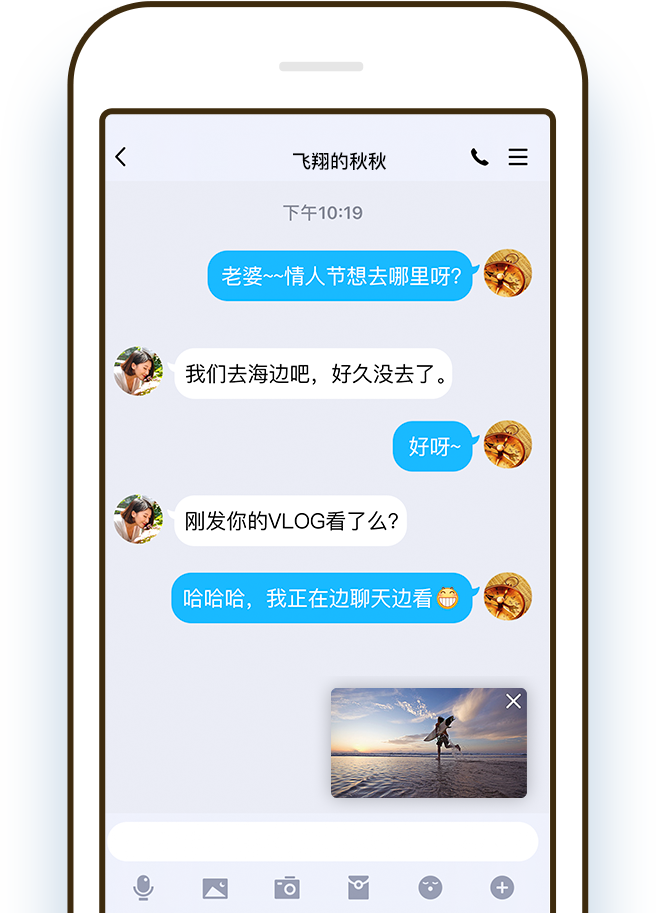 飞翔的秋秋
下午10:19
老婆~~情人节想去哪里呀?
我们去海边吧，好久没去了。
好呀~
刚发你的VLOG看了么?
哈哈哈，我正在边聊天边看😁